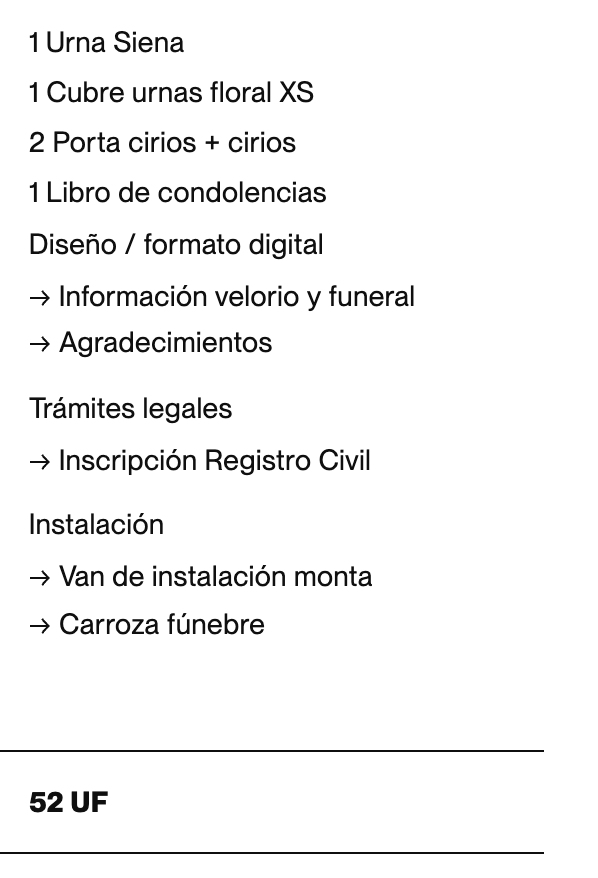 1 Urna Siena
1 Cubre urnas floral XS
2 Porta cirios + cirios
1 Libro de condolencias
Diseño / formato digital
→ Información velorio y funeral
→ Agradecimientos
Trámites legales
→ Inscripción Registro Civil
Instalación
→ Van de instalación monta
→ Carroza fúnebre
52 UF